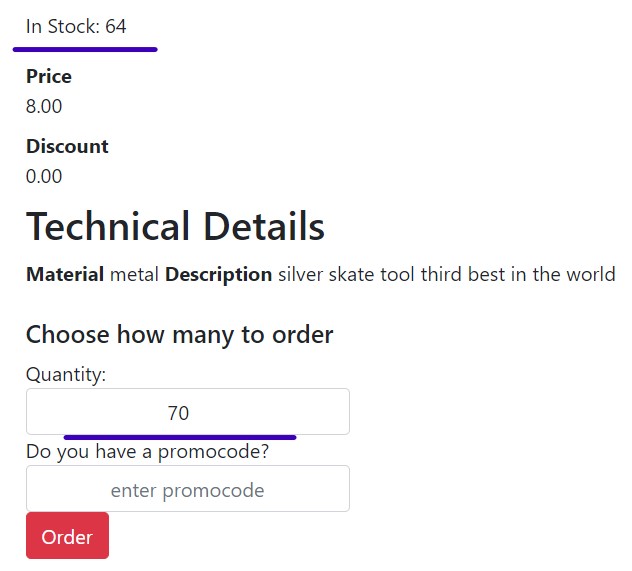 In Stock: 64
Price
8.00
Discount
0.00
Technical Details
Material metal Description silver skate tool third best in the world
Choose how many to order
Quantity:
70
Do you have a promocode?
enter promocode
Order